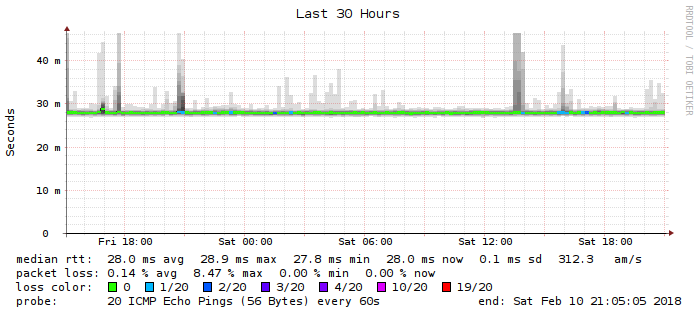 Last 30 Hours
RRDTOOL / TOBI OETIKER
Seconds
40 m
30 m
20 m
10 m
0
Fri 18:00 Sat 00:00 Sat 06:00 Sat 12:00 Sat 18:00
median rtt: 28.0 ms avg 28.9 ms max 27.8 ms min 28.0 ms now 0.1 ms sd 312.3 am/s
packet loss: 0.14 % avg 8.47 % max 0.00 % min 0.00 % now
loss color: 0 1/20 2/20 3/20 4/20 10/20 19/20
probe: 20 ICMP Echo Pings (56 Bytes) every 60s end: Sat Feb 10 21:05:05 2018